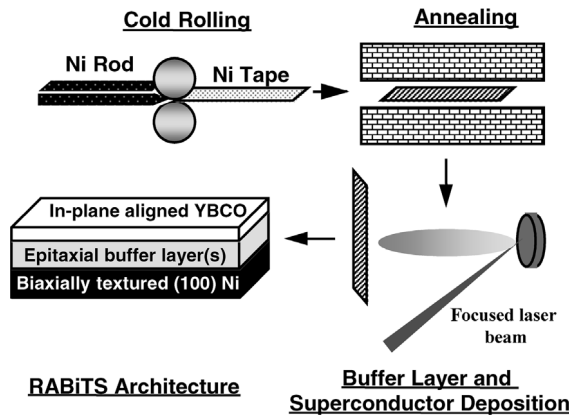 Cold Rolling
Annealing
Ni Rod
Ni Tape
In-plane aligned YBCO
Epitaxial buffer layer(s)
Biaxially textured (100) Ni
Focused laser
beam
RABiTS Architecture
Buffer Layer and
Superconductor Deposition